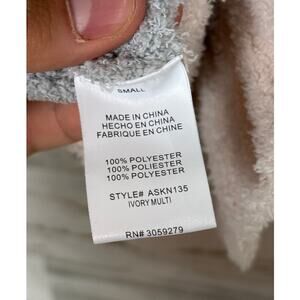 SMALL
MADE IN CHINA
HECHO EN CHINA
FABRIQUE EN CHINE
100% POLYESTER
100% POLYESTER
100% POLYESTER
STYLE# ASKN135
IVORY MULTI
RN# 3059279